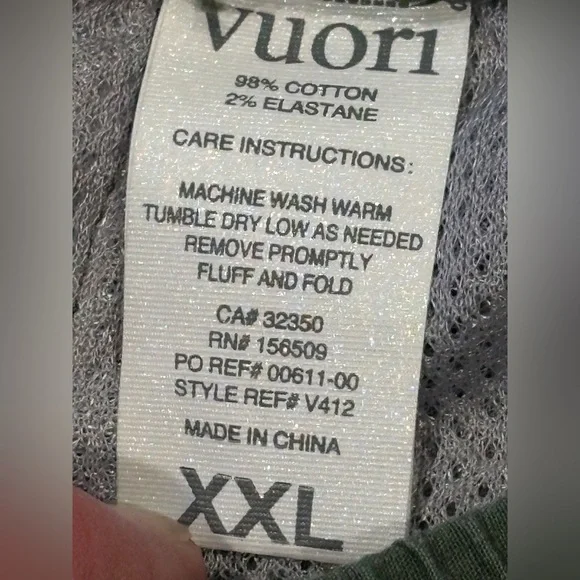 vuori
98% COTTON
2% ELASTANE
CARE INSTRUCTIONS:
MACHINE WASH WARM
TUMBLE DRY LOW AS NEEDED
REMOVE PROMPTLY
FLUFF AND FOLD
CA# 32350
RN# 156509
PO REF# 00611-00
STYLE REF# V412
MADE IN CHINA
XXL